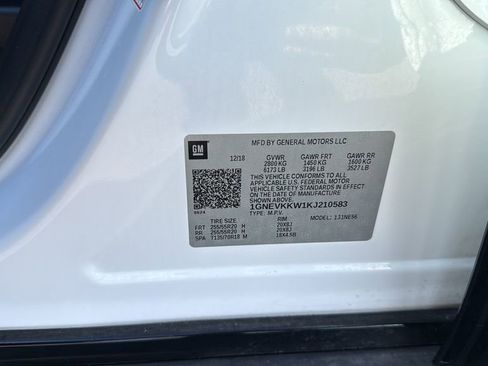 GM
MFD BY GENERAL MOTORS LLC
12/18 GVWR GAWR FRT GAWR RR
2800 KG 1450 KG 1600 KG
6173 LB 3196 LB 3527 LB
THIS VEHICLE CONFORMS TO ALL
APPLICABLE U.S. FEDERAL MOTOR
VEHICLE SAFETY STANDARDS IN EFFECT
ON THE DATE OF MANUFACTURE
SHOWN ABOVE.
1GNEVKKW1KJ210583
TYPE: M.P.V. MODEL: 131NE56
TIRE SIZE RIM
FRT 255/55R20 H 20X8J
RR 255/55R20 H 20X8J
SPA T135/70R18 M 18X4.5B